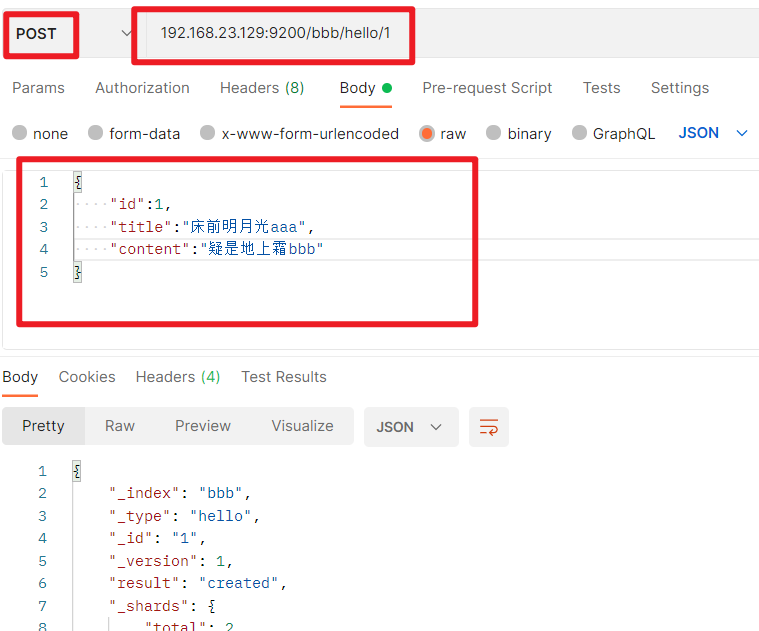 POST 192.168.23.129:9200/bbb/hello/1
Params Authorization Headers (8) Body Pre-request Script Tests Settings
none form-data x-www-form-urlencoded raw binary GraphQL JSON
1 {
2 "id":1,
3 "title":"床前明月光aaa",
4 "content":"疑是地上霜bbb"
5 }
Body Cookies Headers (4) Test Results
Pretty Raw Preview Visualize JSON
1 {
2 "_index": "bbb",
3 "_type": "hello",
4 "_id": "1",
5 "_version": 1,
6 "result": "created",
7 "_shards": {
8 "total": 2